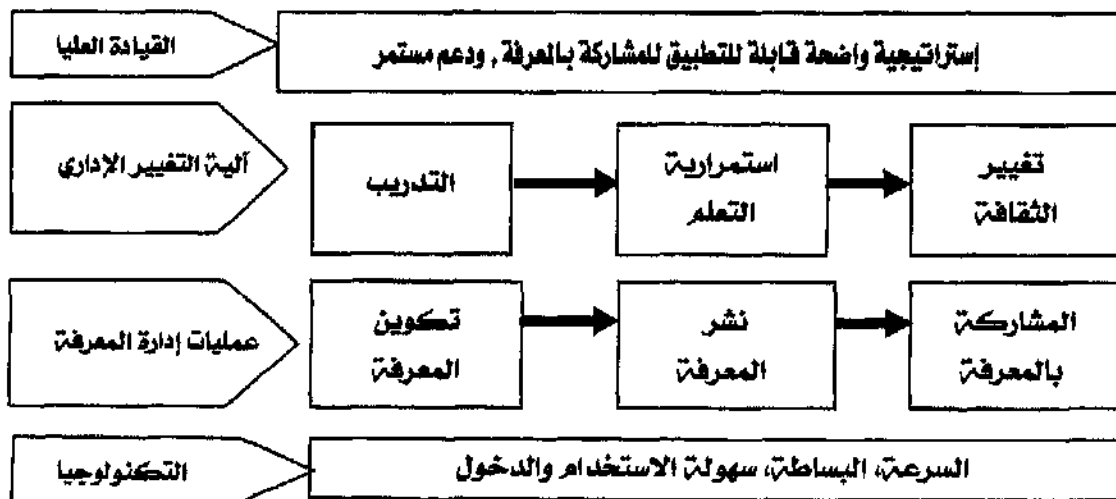 القيادة العليا
إستراتيجية واضحة قابلة للتطبيق للمشاركة بالمعرفة , ودعم مستمر
آلية التغيير الإداري
التدريب
استمرارية
التعلم
تغيير
الثقافة
عمليات إدارة المعرفة
تكوين
المعرفة
نشر
المعرفة
المشاركة
بالمعرفة
التكنولوجيا
السرعة، البساطة، سهولة الاستخدام والدخول